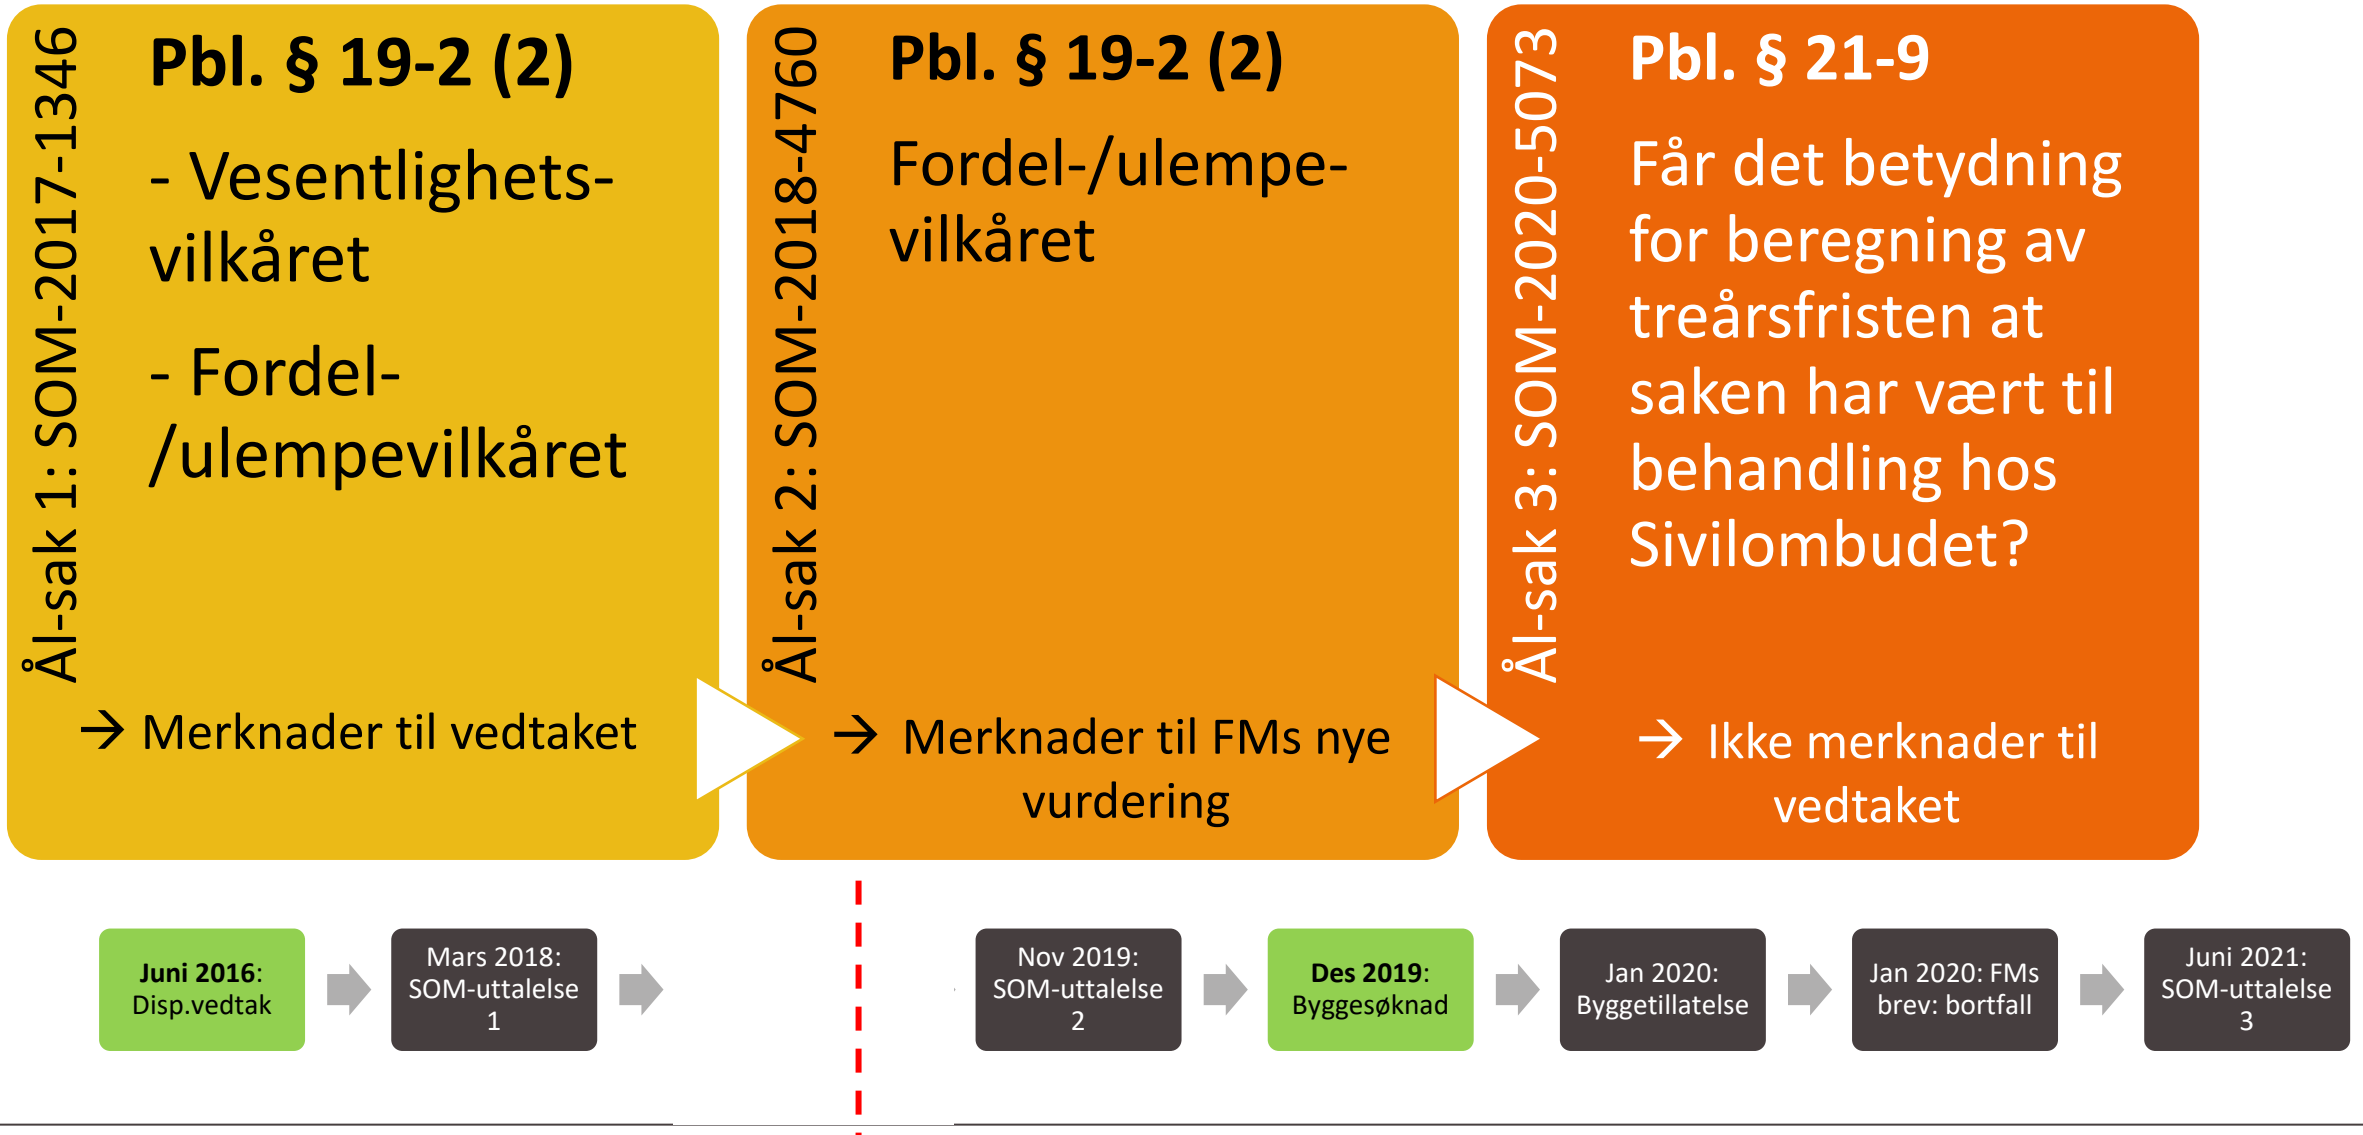 Ål-sak 1: SOM-2017-1346
Pbl. § 19-2 (2)
- Vesentlighets-
vilkåret
- Fordel-
/ulempevilkåret
→ Merknader til vedtaket
Ål-sak 2: SOM-2018-4760
Pbl. § 19-2 (2)
Fordel-/ulempe-
vilkåret
→ Merknader til FMs nye
vurdering
Ål-sak 3: SOM-2020-5073
Pbl. § 21-9
Får det betydning
for beregning av
treårsfristen at
saken har vært til
behandling hos
Sivilombudet?
→ Ikke merknader til
vedtaket
Juni 2016:
Disp.vedtak
Mars 2018:
SOM-uttalelse
1
Nov 2019:
SOM-uttalelse
2
Des 2019:
Byggesøknad
Jan 2020:
Byggetillatelse
Jan 2020: FMs
brev: bortfall
Juni 2021:
SOM-uttalelse
3